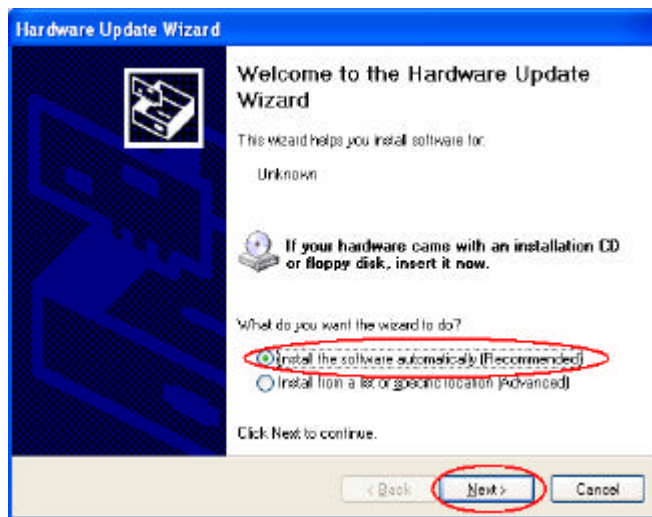 Hardware Update Wizard
Welcome to the Hardware Update
Wizard
This wizard helps you install software for:
Unknown
If your hardware came with an installation CD
or floppy disk, insert it now.
What do you want the wizard to do?
Install the software automatically (Recommended)
Install from a list or specific location (Advanced)
Click Next to continue.
< Back
Next >
Cancel